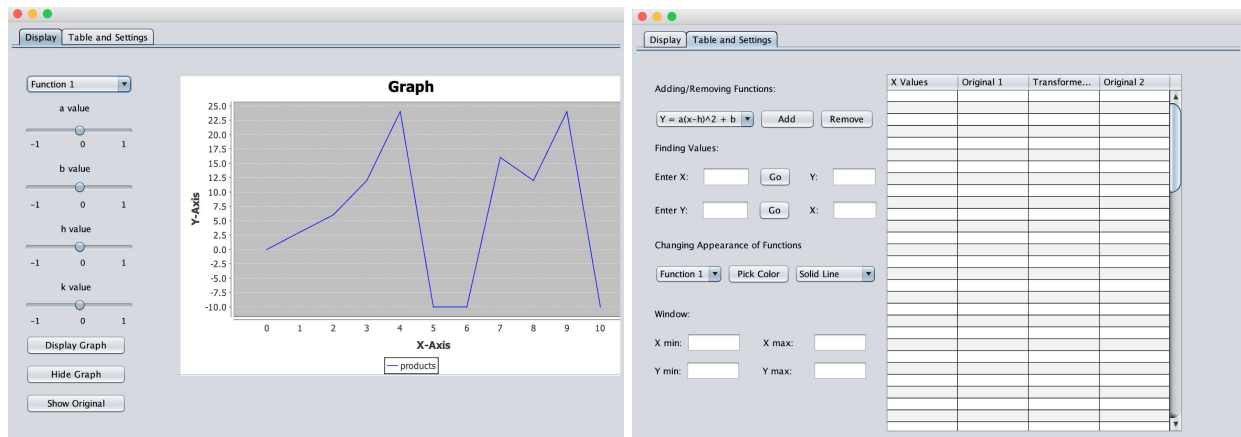 Display Table and Settings
Function 1
a value
-1 0 1
b value
-1 0 1
h value
-1 0 1
k value
-1 0 1
Display Graph
Hide Graph
Show Original
Graph
Y-Axis
25.0
22.5
20.0
17.5
15.0
12.5
10.0
7.5
5.0
2.5
0.0
-2.5
-5.0
-7.5
-10.0
0 1 2 3 4 5 6 7 8 9 10
X-Axis
products
Display Table and Settings
Adding/Removing Functions:
Y = a(x-h)^2 + b Add Remove
Finding Values:
Enter X: Go Y:
Enter Y: Go X:
Changing Appearance of Functions
Function 1 Pick Color Solid Line
Window:
X min: X max:
Y min: Y max:
X Values Original 1 Transforme... Original 2